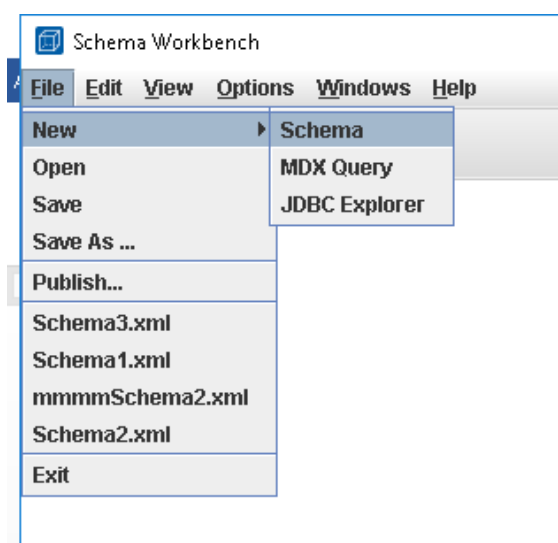 Schema Workbench
File Edit View Options Windows Help
New Schema
Open MDX Query
Save JDBC Explorer
Save As ...
Publish...
Schema3.xml
Schema1.xml
mmmmSchema2.xml
Schema2.xml
Exit